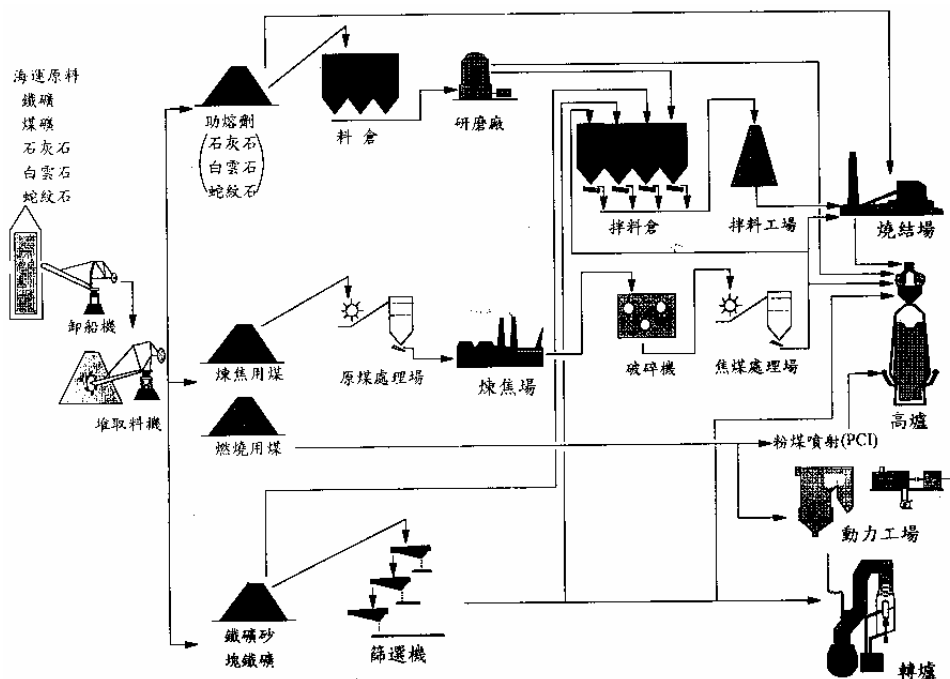 海運原料
鐵礦
煤礦
石灰石
白雲石
蛇紋石
卸船機
堆取料機
助熔劑
石灰石
白雲石
蛇紋石
料倉
研磨廠
拌料倉
拌料工場
燒結場
煉焦用煤
原煤處理場
煉焦場
破碎機
焦煤處理場
高爐
燃燒用煤
粉煤噴射(PCI)
動力工場
鐵礦砂
塊鐵礦
篩選機
轉爐